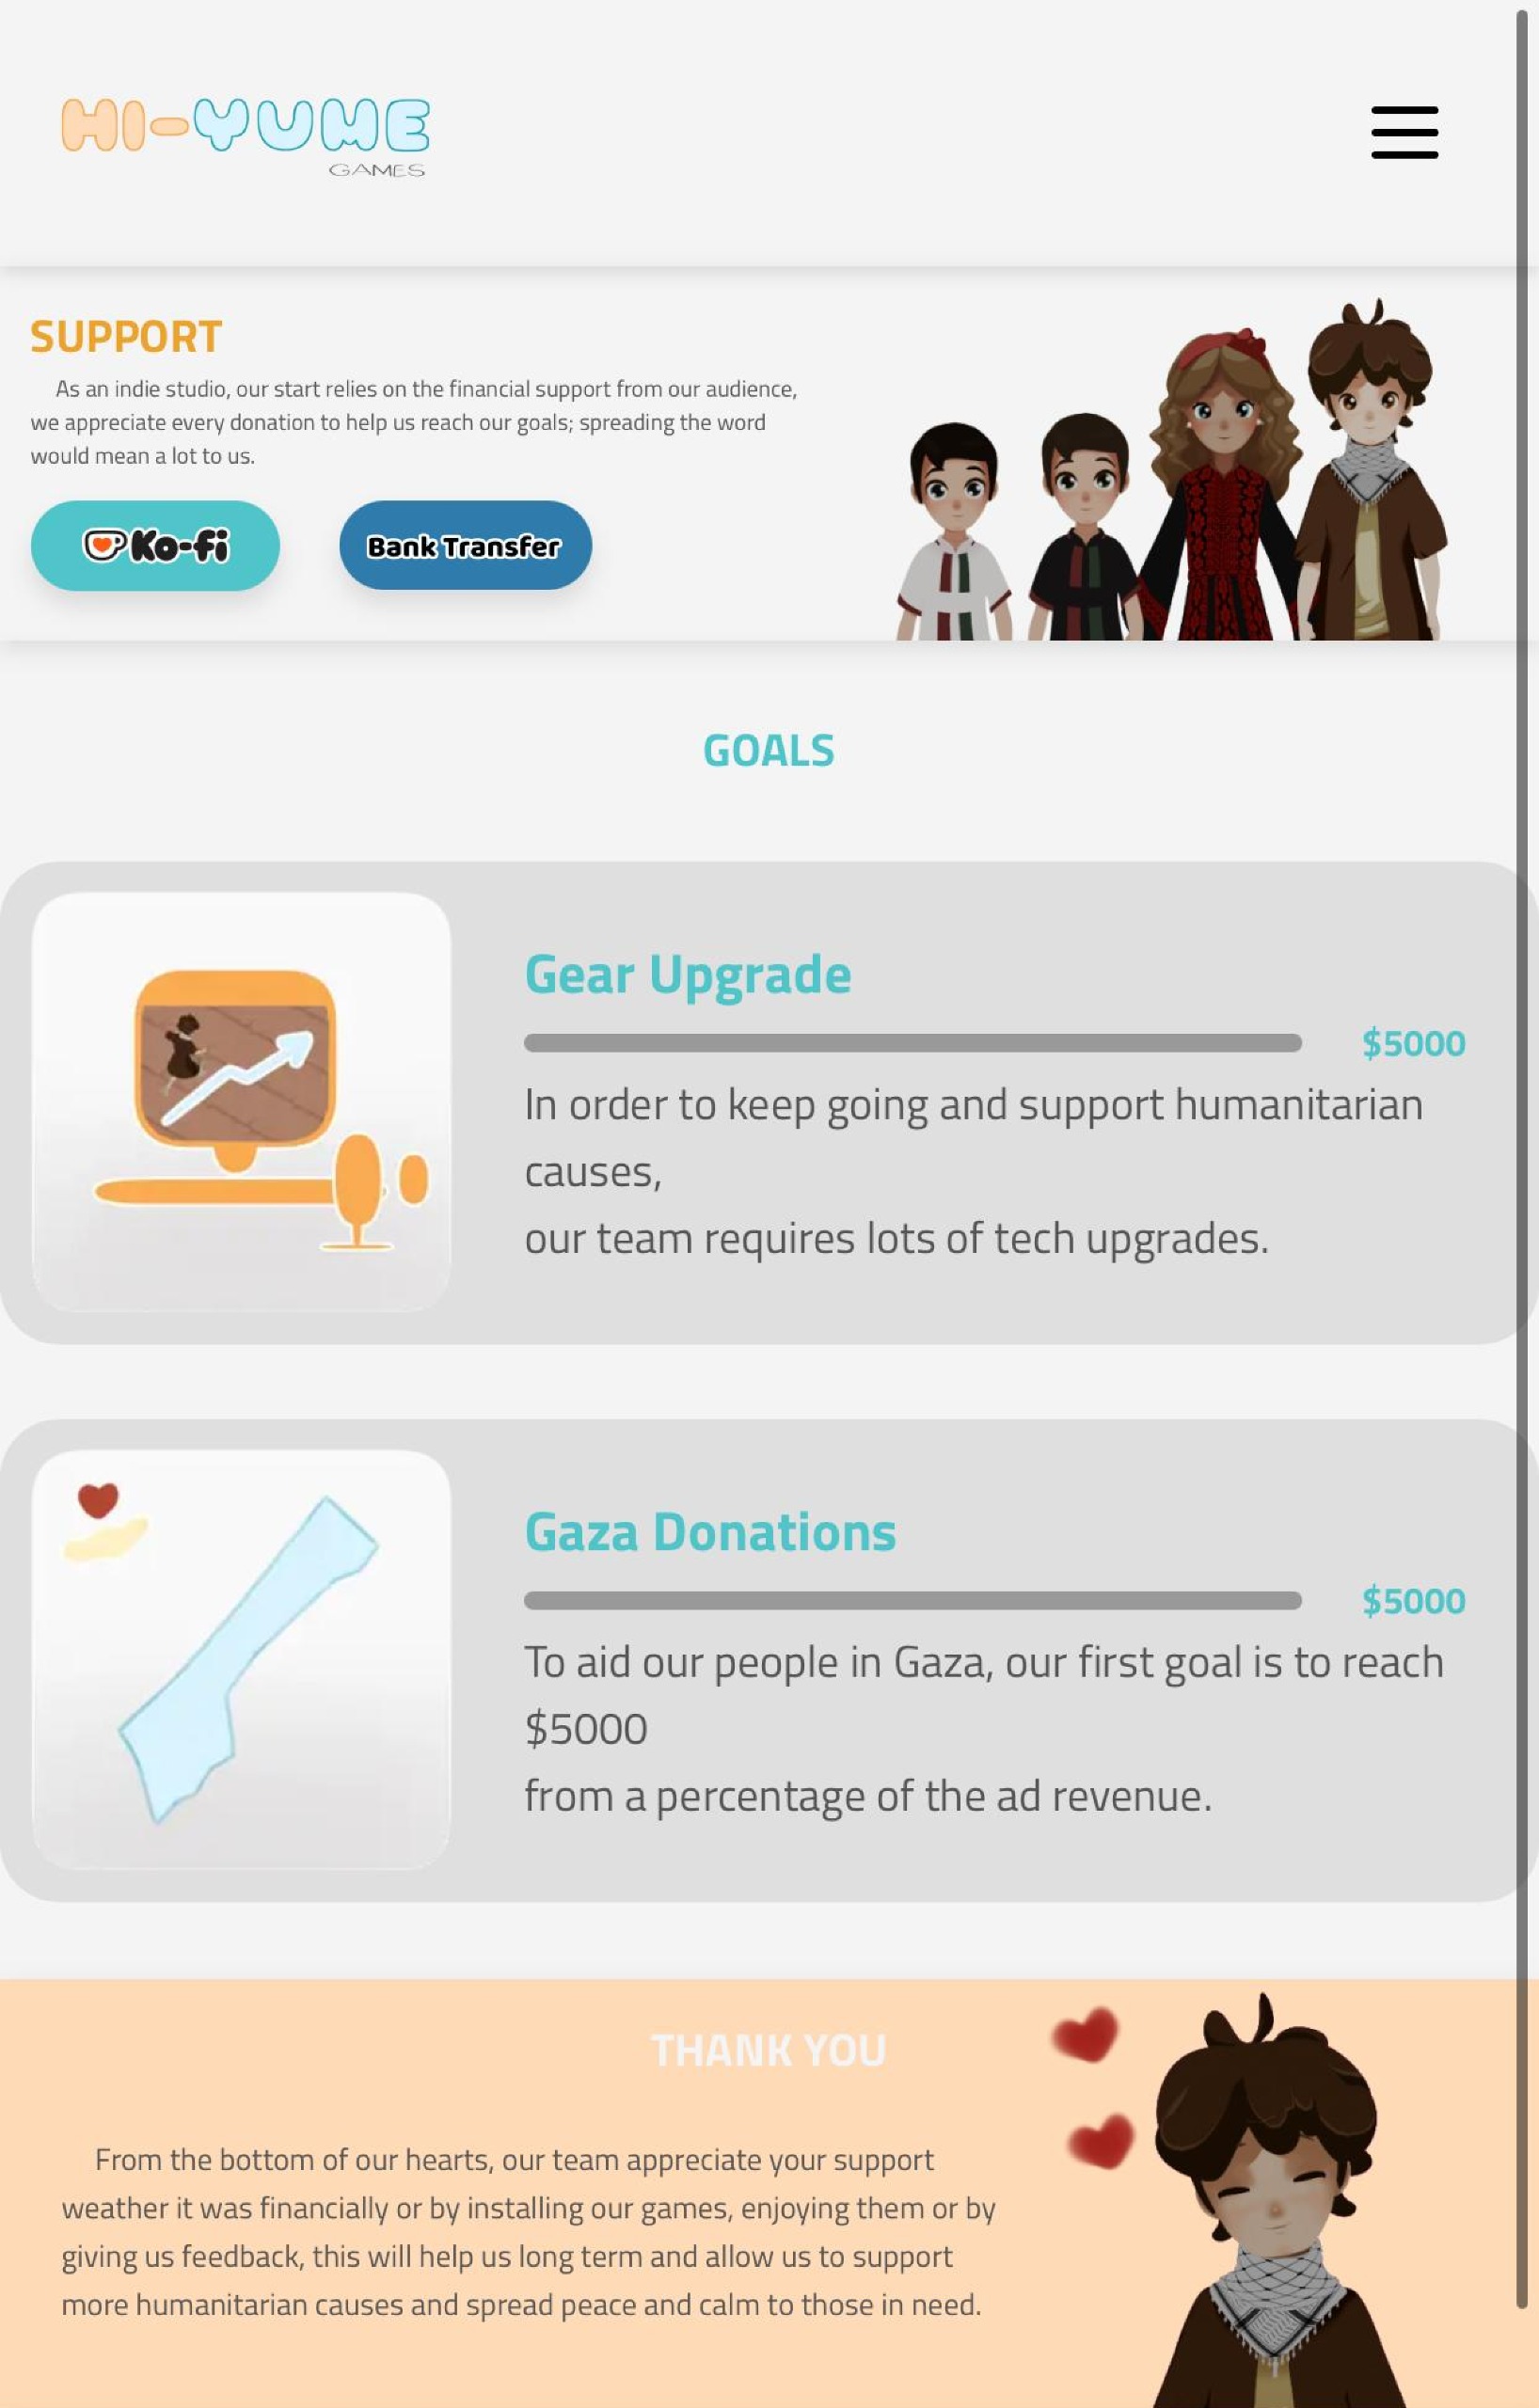 HI-YUME
GAMES
SUPPORT
As an indie studio, our start relies on the financial support from our audience,
we appreciate every donation to help us reach our goals; spreading the word
would mean a lot to us.
Ko-fi
Bank Transfer
GOALS
Gear Upgrade
$5000
In order to keep going and support humanitarian
causes,
our team requires lots of tech upgrades.
Gaza Donations
$5000
To aid our people in Gaza, our first goal is to reach
$5000
from a percentage of the ad revenue.
THANK YOU
From the bottom of our hearts, our team appreciate your support
weather it was financially or by installing our games, enjoying them or by
giving us feedback, this will help us long term and allow us to support
more humanitarian causes and spread peace and calm to those in need.